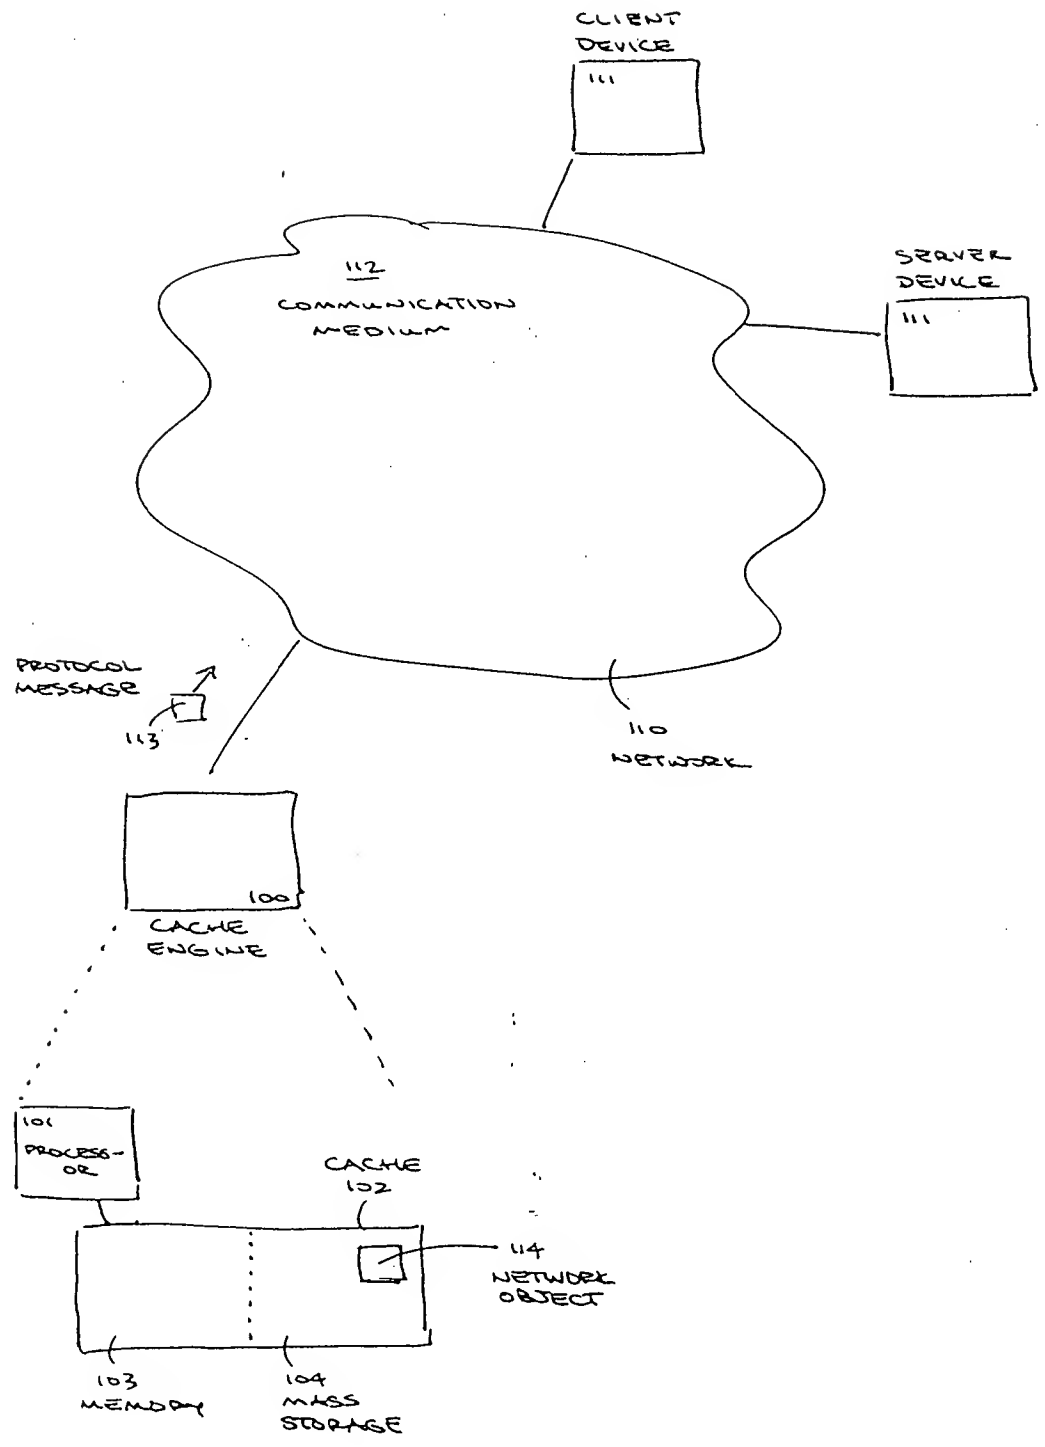 CLIENT
DEVICE
111
SERVER
DEVICE
111
112
COMMUNICATION
MEDIUM
PROTOCOL
MESSAGE
113
110
NETWORK
100
CACHE
ENGINE
101
PROCESS-
OR
CACHE
102
114
NETWORK
OBJECT
103
MEMORY
104
MASS
STORAGE